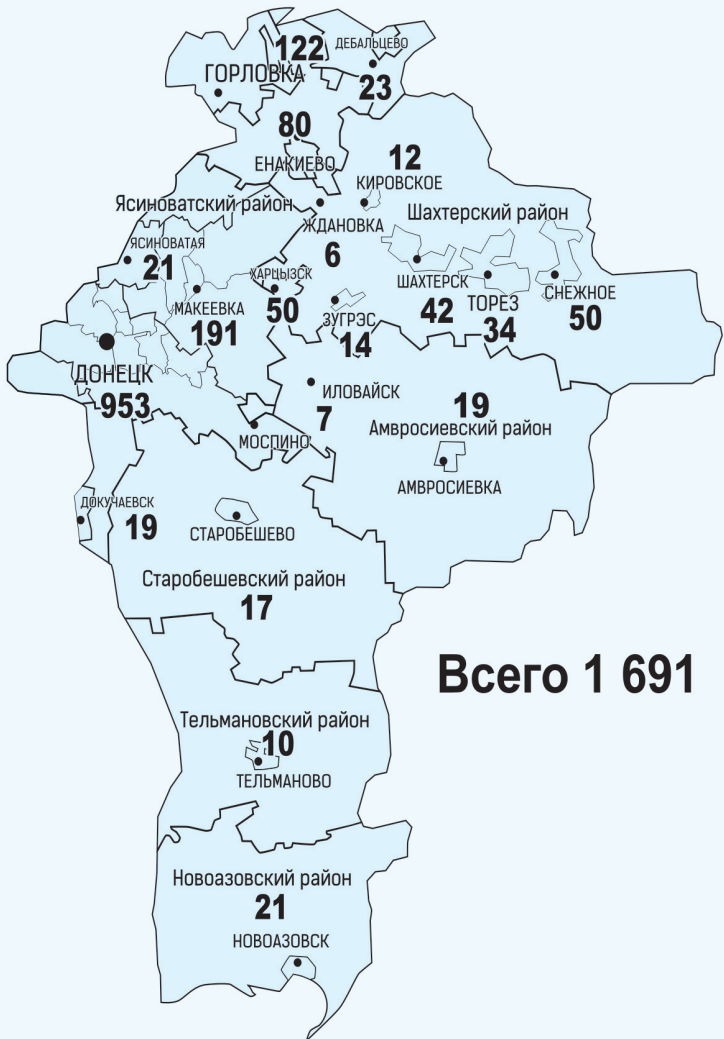 122
ДЕБАЛЬЦЕВО
ГОРЛОВКА
23
80
ЕНАКИЕВО
12
КИРОВСКОЕ
Ясиноватский район
ЖДАНОВКА
6
Шахтерский район
ЯСИНОВАТАЯ
21
ХАРЦЫЗСК
50
МАКЕЕВКА
191
ЗУГРЭС
14
ШАХТЕРСК
42
ТОРЕЗ
34
СНЕЖНОЕ
50
ДОНЕЦК
953
ИЛОВАЙСК
7
19
Амвросиевский район
МОСПИНО
АМВРОСИЕВКА
ДОКУЧАЕВСК
19
СТАРОБЕШЕВО
Старобешевский район
17
Всего 1 691
Тельмановский район
10
ТЕЛЬМАНОВО
Новоазовский район
21
НОВОАЗОВСК